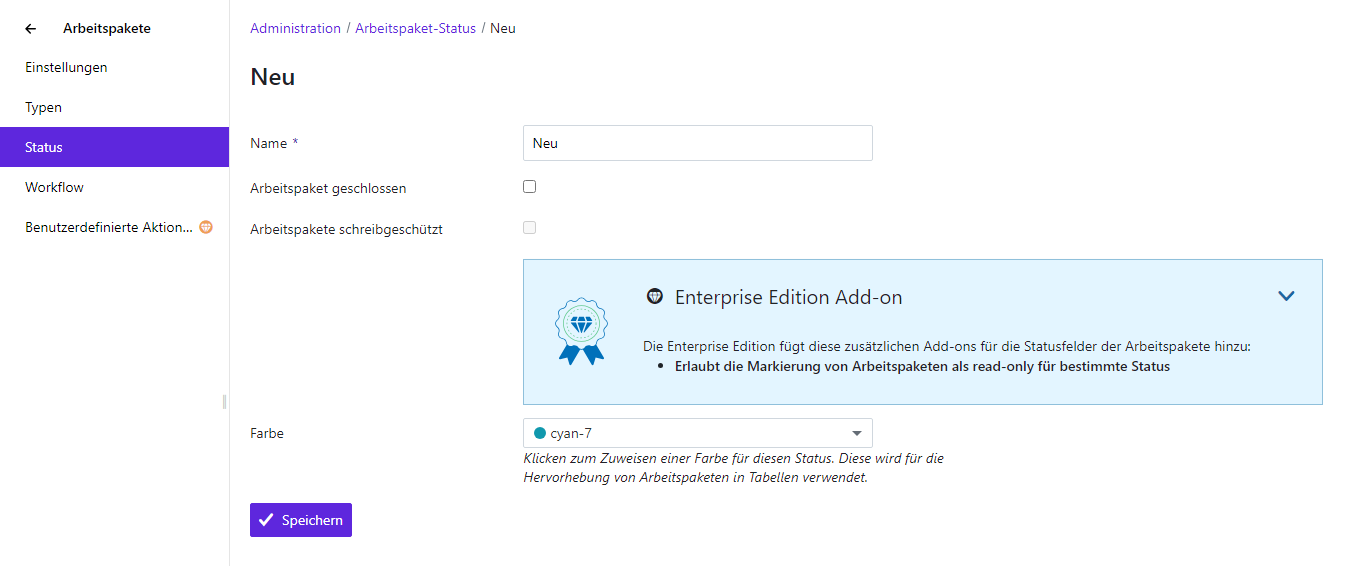 Arbeitspakete
Einstellungen
Typen
Status
Workflow
Benutzerdefinierte Aktion...
Administration / Arbeitspaket-Status / Neu
Neu
Name *
Neu
Arbeitspaket geschlossen
Arbeitspakete schreibgeschützt
Enterprise Edition Add-on
Die Enterprise Edition fügt diese zusätzlichen Add-ons für die Statusfelder der Arbeitspakete hinzu:
• Erlaubt die Markierung von Arbeitspaketen als read-only für bestimmte Status
Farbe
cyan-7
Klicken zum Zuweisen einer Farbe für diesen Status. Diese wird für die
Hervorhebung von Arbeitspaketen in Tabellen verwendet.
Speichern